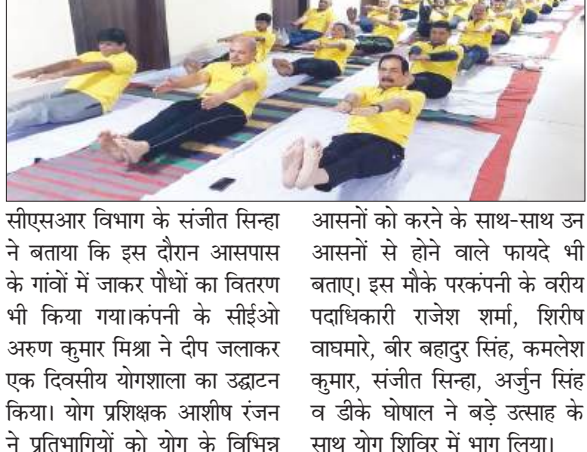 सीएसआर विभाग के संजीत सिन्हा
ने बताया कि इस दौरान आसपास
के गांवों में जाकर पौधों का वितरण
भी किया गया।कंपनी के सीईओ
अरुण कुमार मिश्रा ने दीप जलाकर
एक दिवसीय योगशाला का उद्घाटन
किया। योग प्रशिक्षक आशीष रंजन
ने प्रतिभागियों को योग के विभिन्न
आसनों को करने के साथ-साथ उन
आसनों से होने वाले फायदे भी
बताए। इस मौके परकंपनी के वरीय
पदाधिकारी राजेश शर्मा, शिरीष
वाघमारे, बीर बहादुर सिंह, कमलेश
कुमार, संजीत सिन्हा, अर्जुन सिंह
व डीके घोषाल ने बड़े उत्साह के
साथ योग शिविर में भाग लिया।